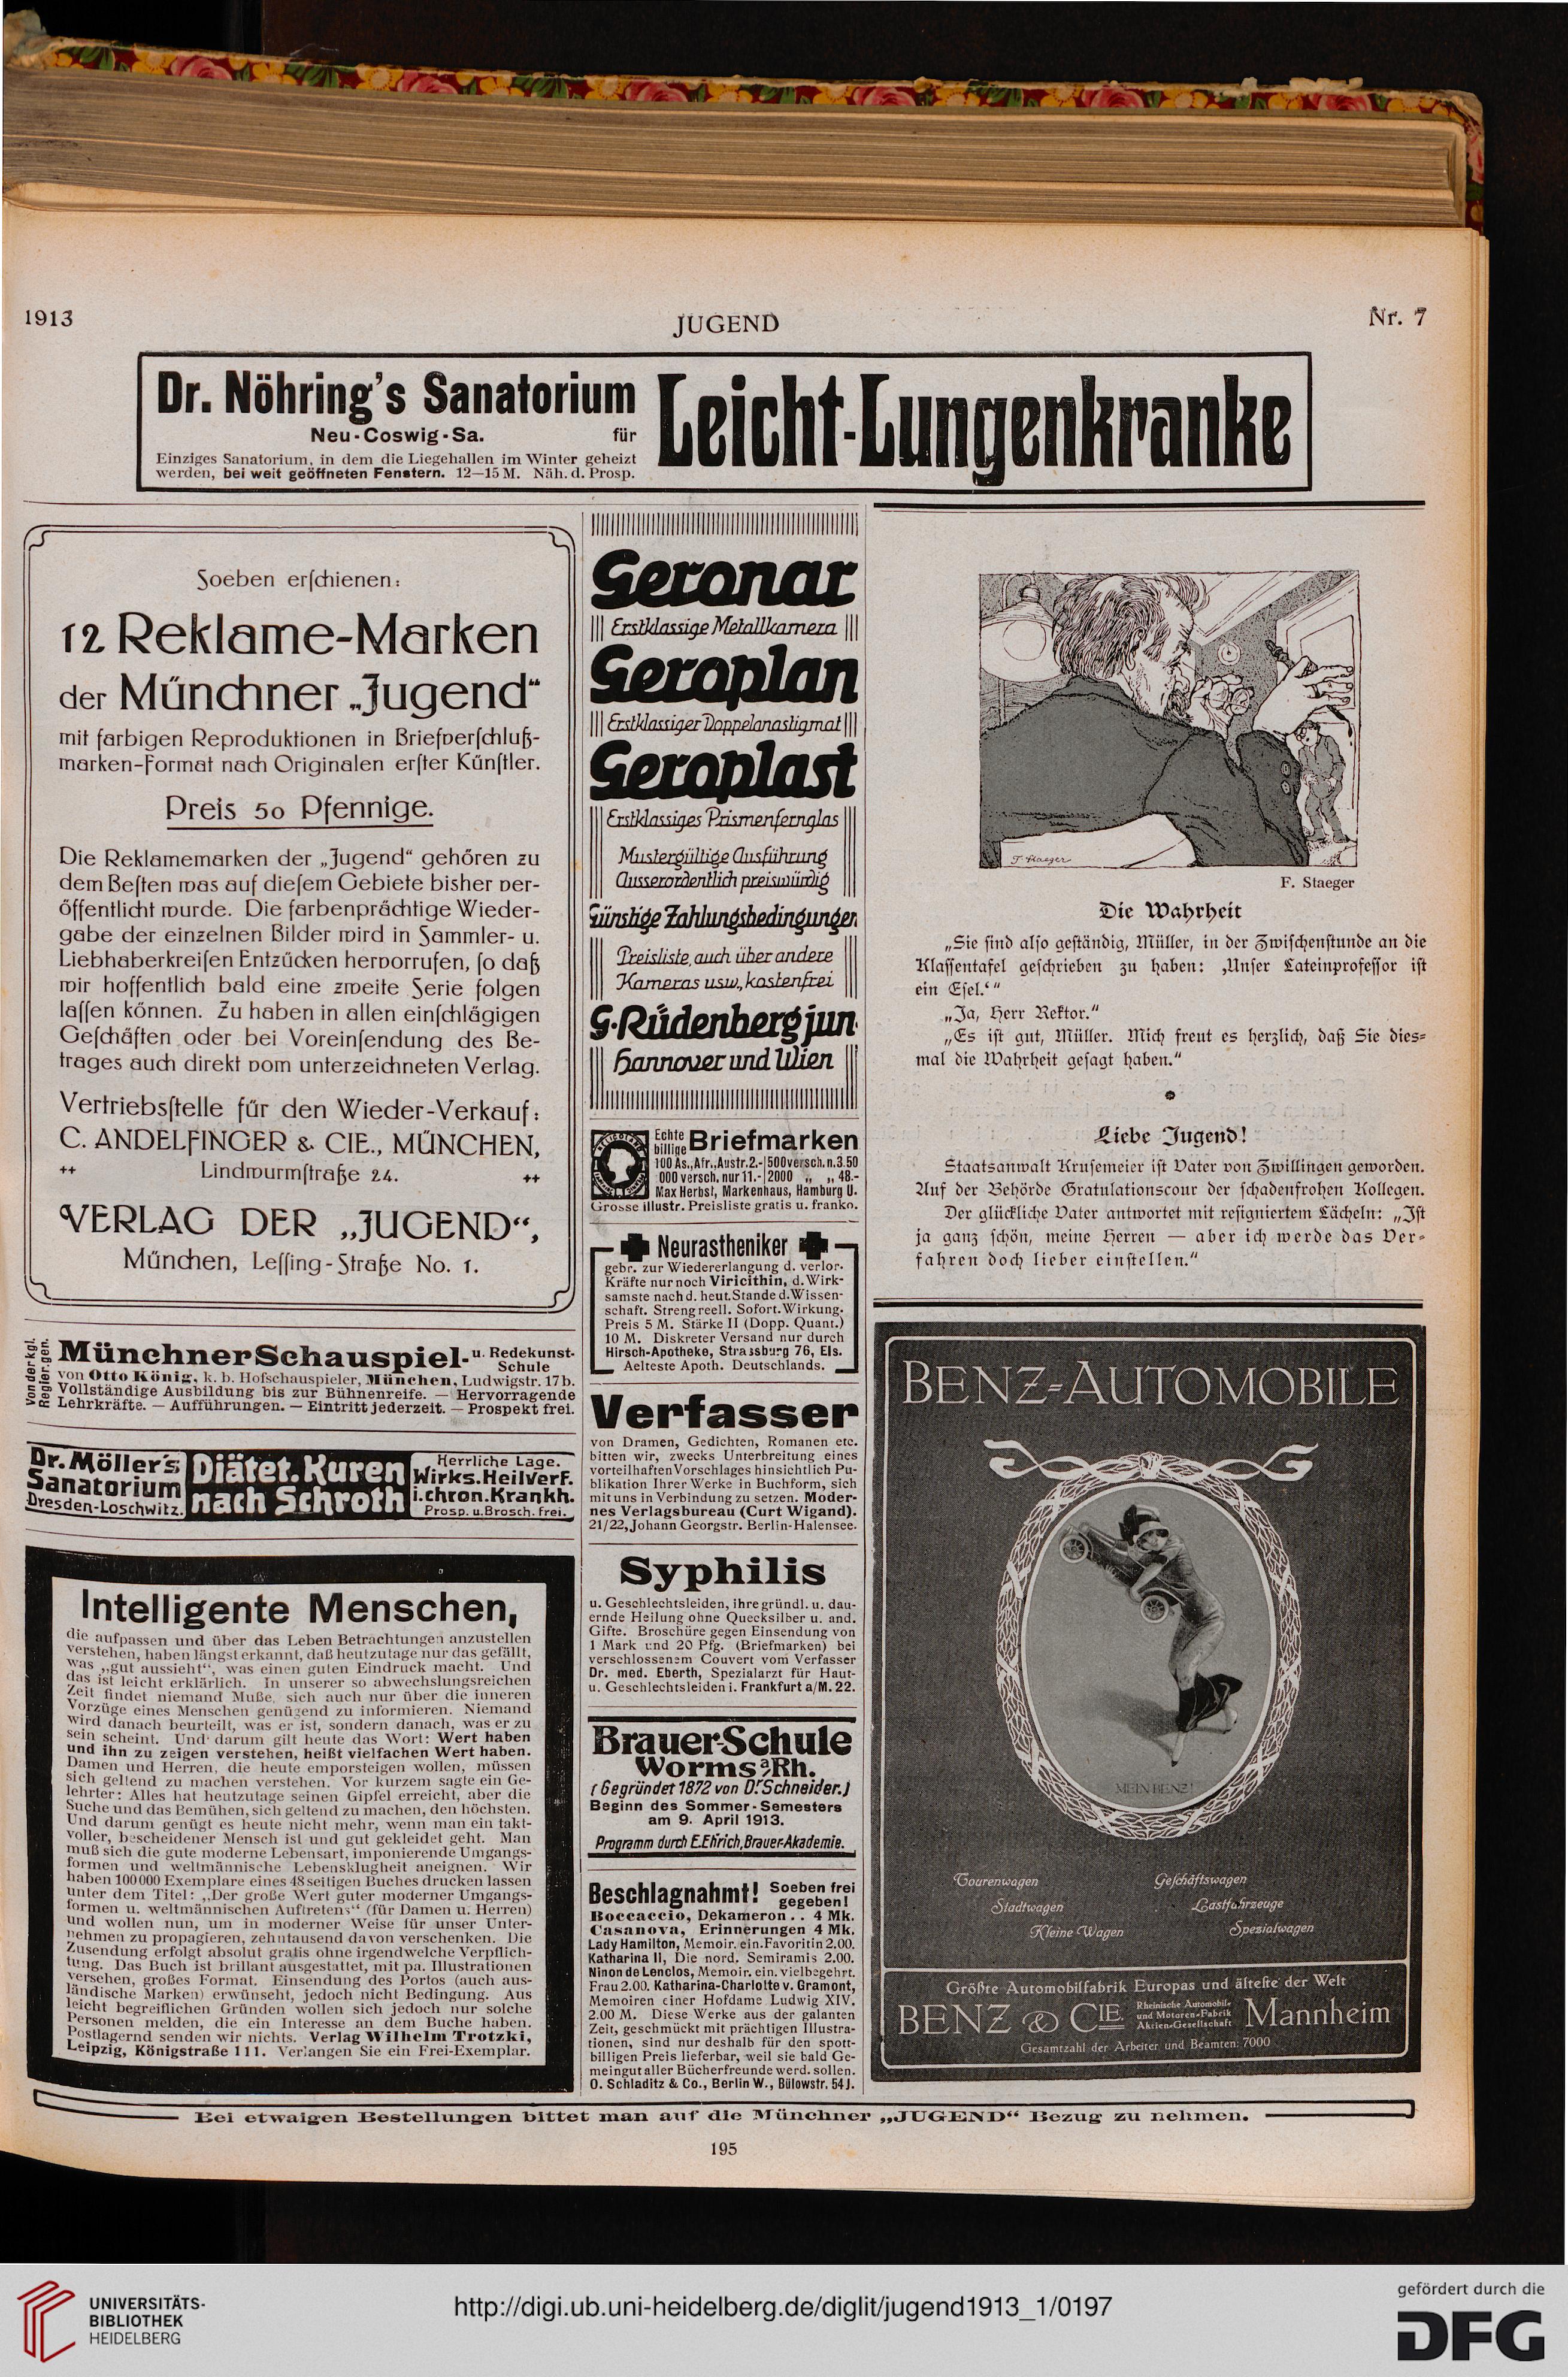 1913
JUGEND
Nr. 7
Dr. Nöhring's Sanatorium
Neu-Coswig-Sa. für
Einziges Sanatorium, in dem die Liegehallen im Winter geheizt
werden, bei weit geöffneten Fenstern. 12—15 M. Näh. d. Prosp.
Leicht-Lungenkranke
Soeben erſchienen:
12 Reklame-Marken
der Münchner „Jugend“
mit farbigen Reproduktionen in Briefverſchluß-
marken-Format nach Originalen erſter Künſtler.
Preis 50 Pfennige.
Die Reklamemarken der „Jugend“ gehören zu
dem Beſten was auf dieſem Gebiete bisher ver-
öffentlicht wurde. Die farbenprächtige Wieder-
gabe der einzelnen Bilder wird in Sammler- u.
Liebhaberkreiſen Entzücken hervorrufen, ſo daß
wir hoffentlich bald eine zweite Serie folgen
laſſen können. Zu haben in allen einſchlägigen
Geſchäften oder bei Voreinſendung des Be-
trages auch direkt vom unterzeichneten Verlag.
Vertriebsſtelle für den Wieder-Verkauf:
C. ANDELFINGER & CIE., MÜNCHEN,
++ Lindwurmſtraße 24. ++
VERLAG DER „JUGEND“,
München, Leſſing-Straße No. 1.
Von der kgl.
Regier. gen.
Münchner Schauspiel- u. Redekunst-
Schule
von Otto König, k. b. Hofschauspieler, München, Ludwigstr. 17b.
Vollständige Ausbildung bis zur Bühnenreife. — Hervorragende
Lehrkräfte. — Aufführungen. — Eintritt jederzeit. — Prospekt frei.
Dr. Möller's
Sanatorium
Dresden-Loschwitz.
Diätet. Kuren
nach Schroth
Herrliche Lage.
Wirks. Heilverf.
i. chron. Krankh.
Prosp. u. Brosch. frei.
Intelligente Menschen,
die aufpassen und über das Leben Betrachtungen anzustellen
verstehen, haben längst erkannt, daß heutzutage nur das gefällt,
was „gut aussieht“, was einen guten Eindruck macht. Und
das ist leicht erklärlich. In unserer so abwechslungsreichen
Zeit findet niemand Muße, sich auch nur über die inneren
Vorzüge eines Menschen genügend zu informieren. Niemand
wird danach beurteilt, was er ist, sondern danach, was er zu
sein scheint. Und darum gilt heute das Wort: Wert haben
und ihn zu zeigen verstehen, heißt vielfachen Wert haben.
Damen und Herren, die heute emporsteigen wollen, müssen
sich geltend zu machen verstehen. Vor kurzem sagte ein Ge-
lehrter: Alles hat heutzutage seinen Gipfel erreicht, aber die
Suche und das Bemühen, sich geltend zu machen, den höchsten.
Und darum genügt es heute nicht mehr, wenn man ein takt-
voller, bescheidener Mensch ist und gut gekleidet geht. Man
muß sich die gute moderne Lebensart, imponierende Umgangs-
formen und weltmännische Lebensklugheit aneignen. Wir
haben 100000 Exemplare eines 48seitigen Buches drucken lassen
unter dem Titel: „Der große Wert guter moderner Umgangs-
formen u. weltmännischen Auftretens“ (für Damen u. Herren)
und wollen nun, um in moderner Weise für unser Unter-
nehmen zu propagieren, zehntausend davon verschenken. Die
Zusendung erfolgt absolut gratis ohne irgendwelche Verpflich-
tung. Das Buch ist brillant ausgestattet, mit pa. Illustrationen
versehen, großes Format. Einsendung des Portos (auch aus-
ländische Marken) erwünscht, jedoch nicht Bedingung. Aus
leicht begreiflichen Gründen wollen sich jedoch nur solche
Personen melden, die ein Interesse an dem Buche haben.
Postlagernd senden wir nichts. Verlag Wilhelm Trotzki,
Leipzig, Königstraße 111. Verlangen Sie ein Frei-Exemplar.
Geronar
Erstklassige Metallkamera
Geroplan
Erstklassiger Doppelanastigmat
Geroplast
Erstklassiges Prismenfernglas
Mustergültige Ausführung
Ausserordentlich preiswürdig
Günstige Zahlungsbedingungen
Preisliste, auch über andere
Kameras usw., kostenfrei
G. Rüdenberg jun
Hannover und Wien
HELIGOLAND
Echte
billige Briefmarken
100 As., Afr., Austr. 2.- 500 versch. n. 3.50
000 versch. nur 11.- 2000 „ „ 48.-
Max Herbst, Markenhaus, Hamburg U.
Grosse illustr. Preisliste gratis u. franko.
Neurastheniker
gebr. zur Wiedererlangung d. verlor.
Kräfte nur noch Viricithin, d. Wirk-
samste nach d. heut. Stande d. Wissen-
schaft. Streng reell. Sofort. Wirkung.
Preis 5 M. Stärke II (Dopp. Quant.)
10 M. Diskreter Versand nur durch
Hirsch-Apotheke, Strassburg 76, Els.
Aelteste Apoth. Deutschlands.
Verfasser
von Dramen, Gedichten, Romanen etc.
bitten wir, zwecks Unterbreitung eines
vorteilhaften Vorschlages hinsichtlich Pu-
blikation Ihrer Werke in Buchform, sich
mit uns in Verbindung zu setzen. Moder-
nes Verlagsbureau (Curt Wigand).
21/22, Johann Georgstr. Berlin-Halensee.
Syphilis
u. Geschlechtsleiden, ihre gründl. u. dau-
ernde Heilung ohne Quecksilber u. and.
Gifte. Broschüre gegen Einsendung von
1 Mark und 20 Pfg. (Briefmarken) bei
verschlossenem Couvert vom Verfasser
Dr. med. Eberth, Spezialarzt für Haut-
u. Geschlechtsleiden i. Frankfurt a/M. 22.
Brauer-Schule
Worms a/Rh.
(Gegründet 1872 von Dr. Schneider.)
Beginn des Sommer-Semesters
am 9. April 1913.
Programm durch E. Ehrich, Brauer-Akademie.
Beschlagnahmt! Soeben frei
gegeben!
Boccaccio, Dekameron . . 4 Mk.
Casanova, Erinnerungen 4 Mk.
Lady Hamilton, Memoir. ein. Favoritin 2.00.
Katharina II, Die nord. Semiramis 2.00.
Ninon de Lenclos, Memoir. ein. vielbegehrt.
Frau 2.00. Katharina-Charlotte v. Gramont,
Memoiren einer Hofdame Ludwig XIV.
2.00 M. Diese Werke aus der galanten
Zeit, geschmückt mit prächtigen Illustra-
tionen, sind nur deshalb für den spott-
billigen Preis lieferbar, weil sie bald Ge-
meingut aller Bücherfreunde werd. sollen.
O. Schladitz & Co., Berlin W., Bülowstr. 54 J.
F. Staeger
F. Staeger
Die Wahrheit
„Sie ſind alſo geſtändig, Müller, in der Zwiſchenſtunde an die
Klaſſentafel geſchrieben zu haben: ‚Unſer Lateinprofeſſor iſt
ein Eſel.‘“
„Ja, Herr Rektor.“
„Es iſt gut, Müller. Mich freut es herzlich, daß Sie dies-
mal die Wahrheit geſagt haben.“
Liebe Jugend!
Staatsanwalt Kruſemeier iſt Vater von Zwillingen geworden.
Auf der Behörde Gratulationscour der ſchadenfrohen Kollegen.
Der glückliche Vater antwortet mit reſigniertem Lächeln: „Iſt
ja ganz ſchön, meine Herren — aber ich werde das Ver-
fahren doch lieber einſtellen.“
BENZ-AUTOMOBILE
MEIN BENZ!
Tourenwagen
Geſchäftswagen
Stadtwagen
Laſtfahrzeuge
Kleine Wagen
Spezialwagen
Größte Automobilfabrik Europas und älteſte der Welt
BENZ & CIE. Rheinische Automobil-
und Motoren-Fabrik
Aktien-Gesellschaft Mannheim
Gesamtzahl der Arbeiter und Beamten: 7000
Bei etwaigen Bestellungen bittet man auf die Münchner „JUGEND“ Bezug zu nehmen.
195
UNIVERSITÄTS-
BIBLIOTHEK
HEIDELBERG
http://digi.ub.uni-heidelberg.de/diglit/jugend1913_1/0197
gefördert durch die
DFG